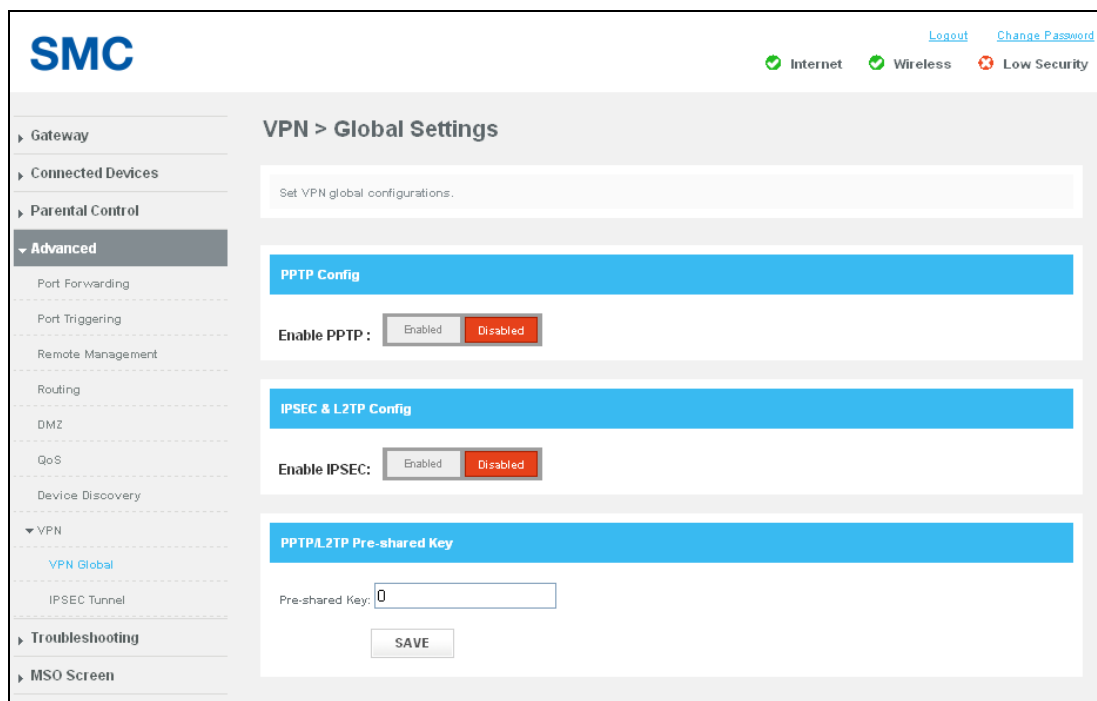 SMC
Logout Change Password
Internet Wireless Low Security
Gateway
Connected Devices
Parental Control
Advanced
Port Forwarding
Port Triggering
Remote Management
Routing
DMZ
QoS
Device Discovery
VPN
VPN Global
IPSEC Tunnel
Troubleshooting
MSO Screen
VPN > Global Settings
Set VPN global configurations.
PPTP Config
Enable PPTP : Enabled Disabled
IPSEC & L2TP Config
Enable IPSEC: Enabled Disabled
PPTP/L2TP Pre-shared Key
Pre-shared Key: 0
SAVE